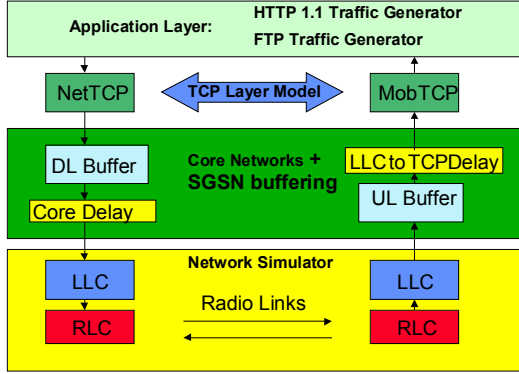 Application Layer: HTTP 1.1 Traffic Generator
FTP Traffic Generator
NetTCP
TCP Layer Model
MobTCP
DL Buffer
Core Networks +
SGSN buffering
LLC to TCPDelay
Core Delay
UL Buffer
Network Simulator
LLC
LLC
Radio Links
RLC
RLC